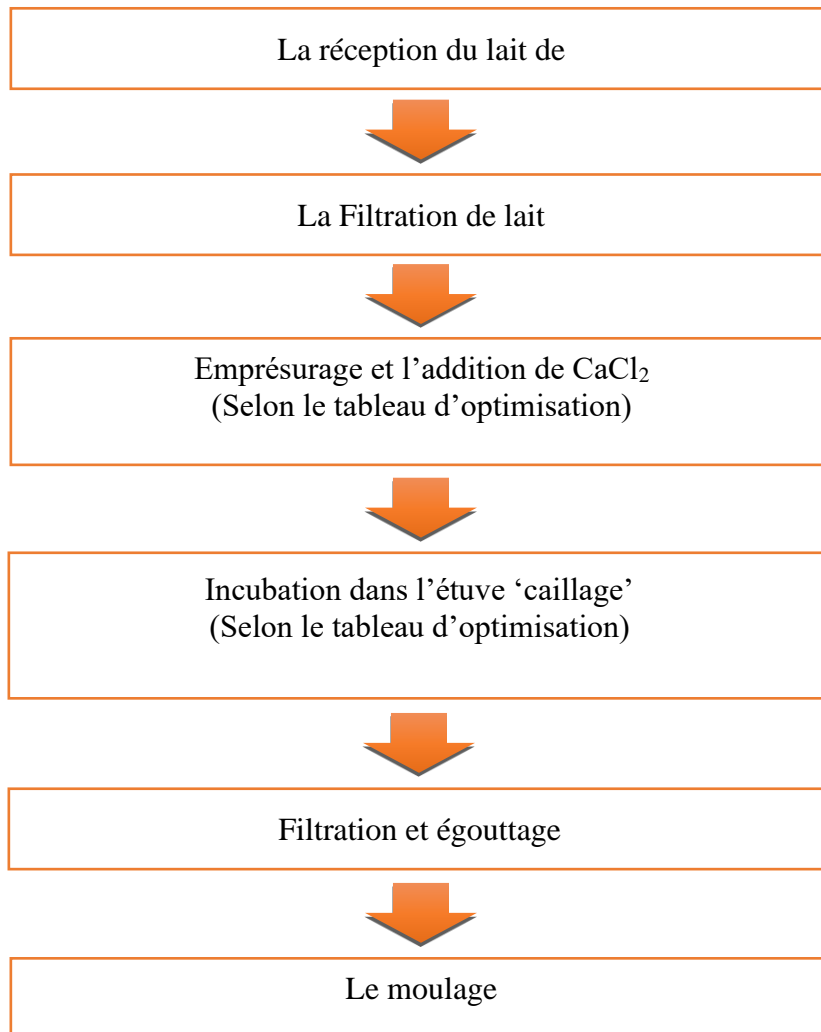 La réception du lait de
La Filtration de lait
Emprésurage et l’addition de CaCl₂
(Selon le tableau d’optimisation)
Incubation dans l’étuve ‘caillage’
(Selon le tableau d’optimisation)
Filtration et égouttage
Le moulage